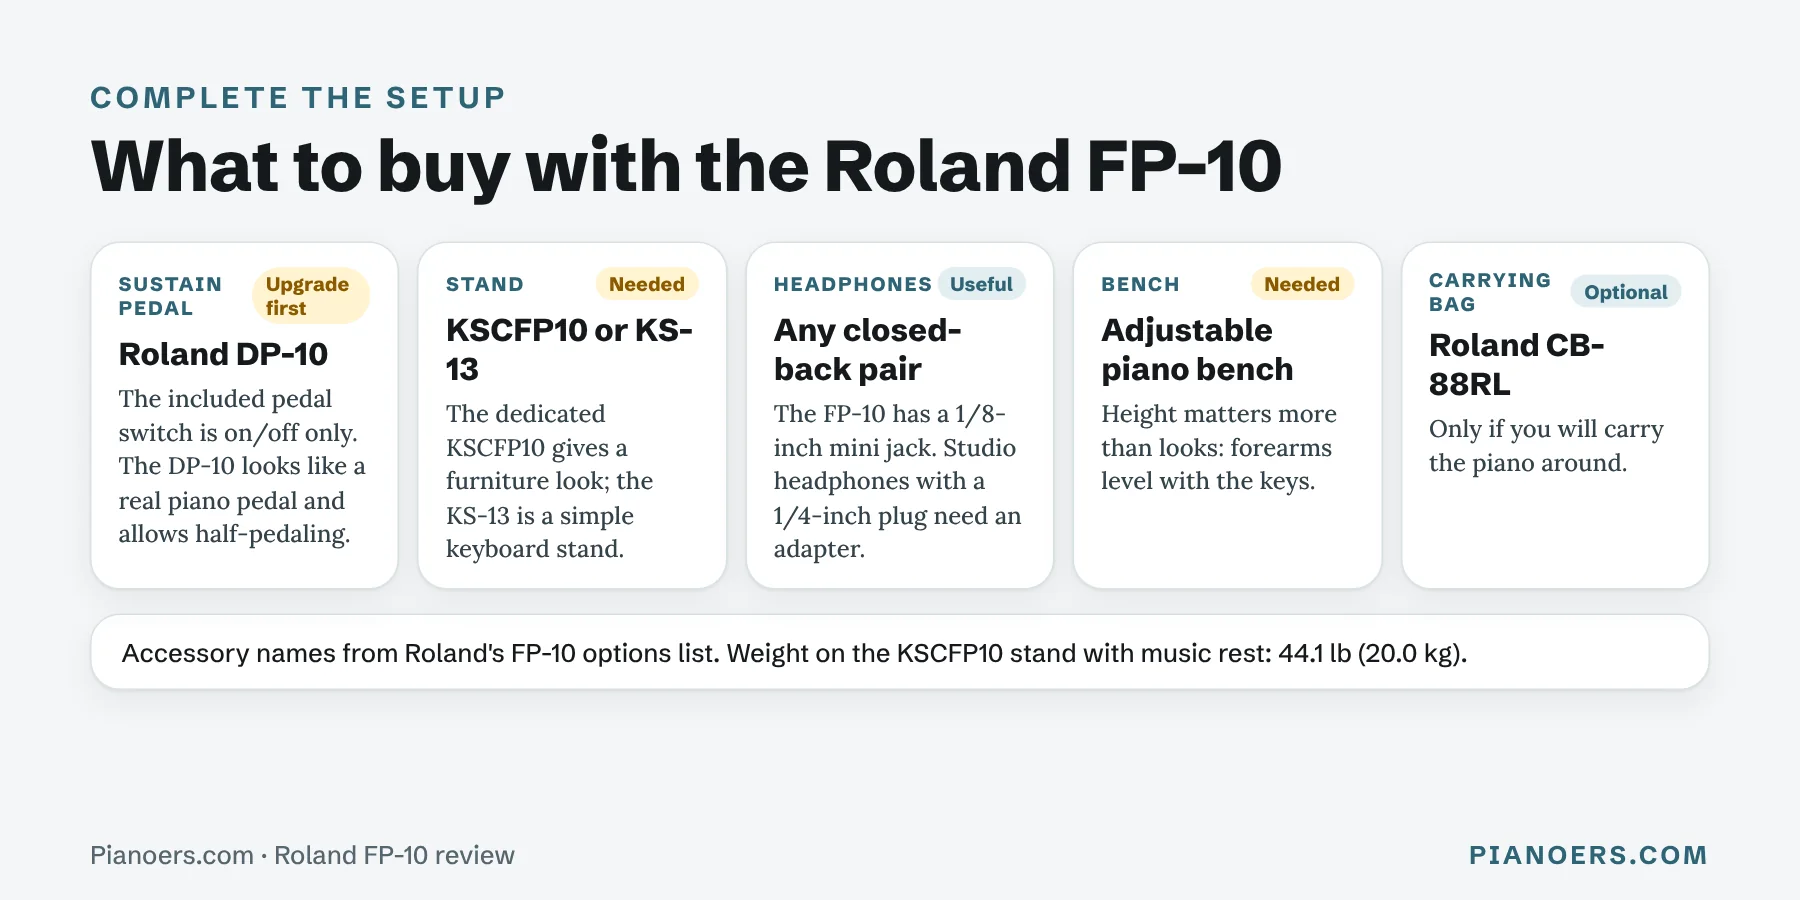 COMPLETE THE SETUP
What to buy with the Roland FP-10
SUSTAIN
PEDAL
Upgrade
first
Roland DP-10
The included pedal
switch is on/off only.
The DP-10 looks like a
real piano pedal and
allows half-pedaling.
STAND
Needed
KSCFP10 or KS-
13
The dedicated
KSCFP10 gives a
furniture look; the
KS-13 is a simple
keyboard stand.
HEADPHONES
Useful
Any closed-
back pair
The FP-10 has a 1/8-
inch mini jack. Studio
headphones with a
1/4-inch plug need an
adapter.
BENCH
Needed
Adjustable
piano bench
Height matters more
than looks: forearms
level with the keys.
CARRYING
BAG
Optional
Roland CB-
88RL
Only if you will carry
the piano around.
Accessory names from Roland's FP-10 options list. Weight on the KSCFP10 stand with music rest: 44.1 lb (20.0 kg).
Pianoers.com · Roland FP-10 review
PIANOERS.COM